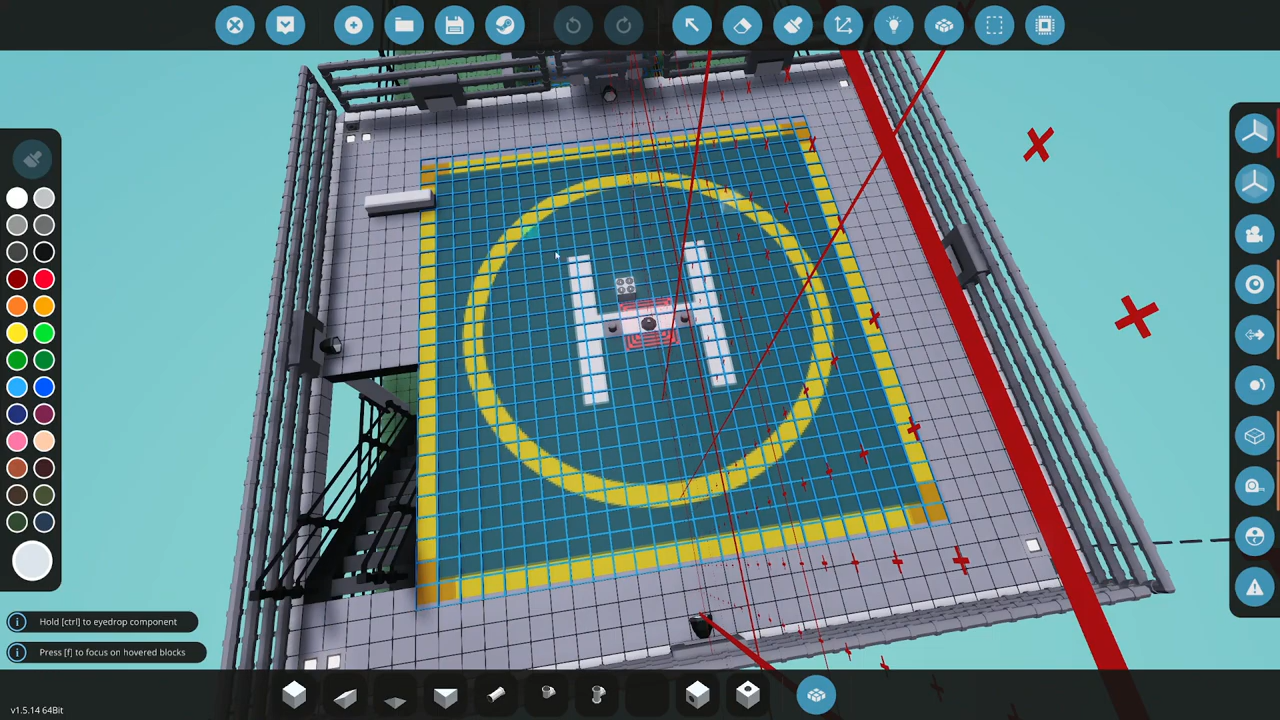 H
Hold [ctrl] to eyedrop component
Press [f] to focus on hovered blocks
v1.5.14 64Bit